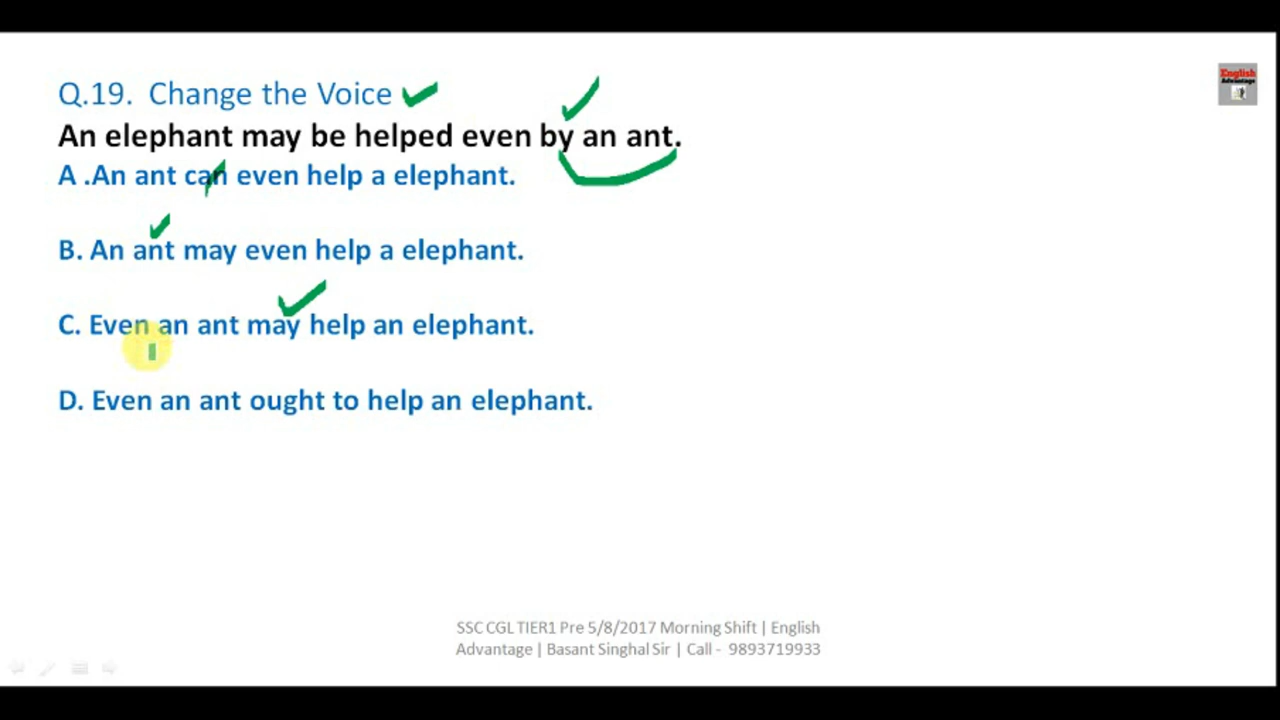 English
Advantage
Q.19. Change the Voice
An elephant may be helped even by an ant.
A .An ant can even help a elephant.
B. An ant may even help a elephant.
C. Even an ant may help an elephant.
D. Even an ant ought to help an elephant.
SSC CGL TIER1 Pre 5/8/2017 Morning Shift | English
Advantage | Basant Singhal Sir | Call - 9893719933